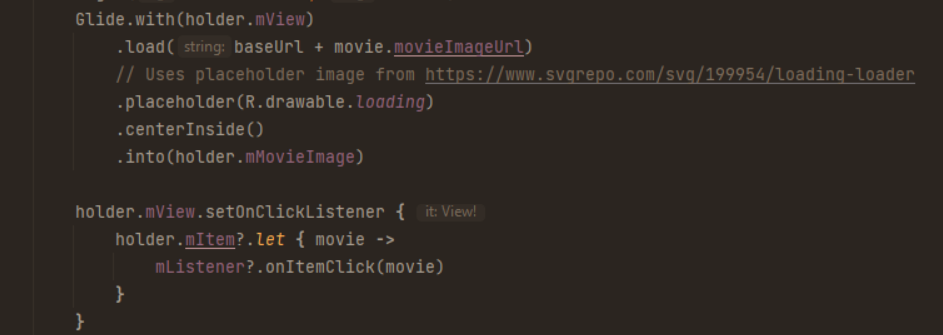 Glide.with(holder.mView)
.load( string: baseUrl + movie.movieImageUrl)
// Uses placeholder image from https://www.svgrepo.com/svg/199954/loading-loader
.placeholder(R.drawable.loading)
.centerInside()
.into(holder.mMovieImage)
holder.mView.setOnClickListener { it: View!
holder.mItem?.let { movie ->
mListener?.onItemClick(movie)
}
}